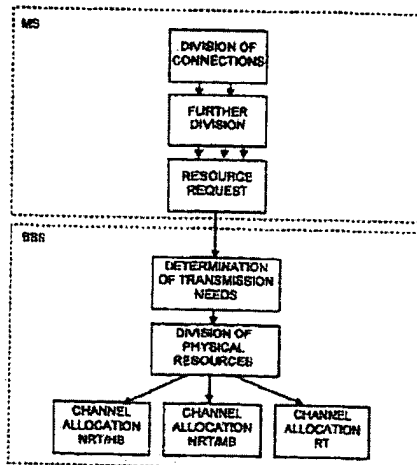 MS
DIVISION OF
CONNECTIONS
FURTHER
DIVISION
RESOURCE
REQUEST
BSS
DETERMINATION
OF TRANSMISSION
NEEDS
DIVISION OF
PHYSICAL
RESOURCES
CHANNEL
ALLOCATION
NRT/HB
CHANNEL
ALLOCATION
NRT/MB
CHANNEL
ALLOCATION
RT